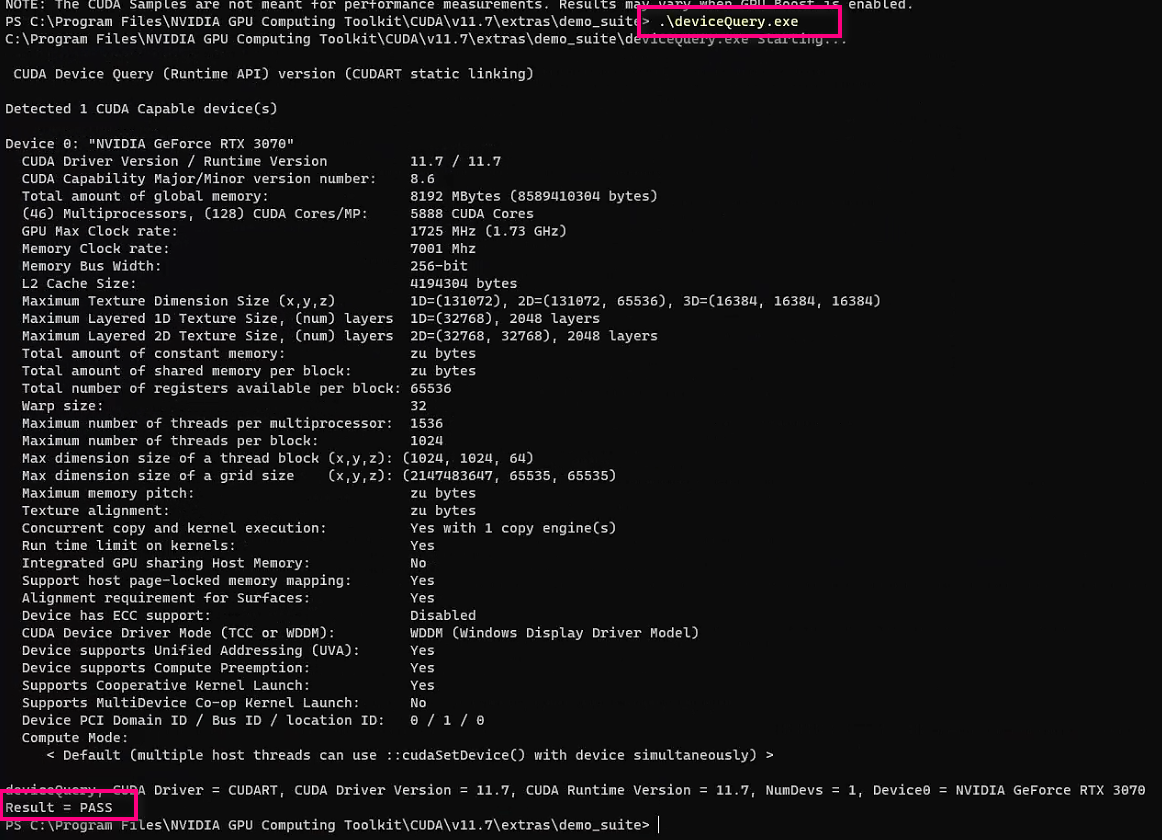 NOTE: The CUDA Samples are not meant for performance measurements. Results may vary when GPU Boost is enabled.
PS C:\Program Files\NVIDIA GPU Computing Toolkit\CUDA\v11.7\extras\demo_suite> .\deviceQuery.exe
C:\Program Files\NVIDIA GPU Computing Toolkit\CUDA\v11.7\extras\demo_suite\deviceQuery.exe Starting...
CUDA Device Query (Runtime API) version (CUDART static linking)
Detected 1 CUDA Capable device(s)
Device 0: "NVIDIA GeForce RTX 3070"
CUDA Driver Version / Runtime Version 11.7 / 11.7
CUDA Capability Major/Minor version number: 8.6
Total amount of global memory: 8192 MBytes (8589410304 bytes)
(46) Multiprocessors, (128) CUDA Cores/MP: 5888 CUDA Cores
GPU Max Clock rate: 1725 MHz (1.73 GHz)
Memory Clock rate: 7001 Mhz
Memory Bus Width: 256-bit
L2 Cache Size: 4194304 bytes
Maximum Texture Dimension Size (x,y,z) 1D=(131072), 2D=(131072, 65536), 3D=(16384, 16384, 16384)
Maximum Layered 1D Texture Size, (num) layers 1D=(32768), 2048 layers
Maximum Layered 2D Texture Size, (num) layers 2D=(32768, 32768), 2048 layers
Total amount of constant memory: zu bytes
Total amount of shared memory per block: zu bytes
Total number of registers available per block: 65536
Warp size: 32
Maximum number of threads per multiprocessor: 1536
Maximum number of threads per block: 1024
Max dimension size of a thread block (x,y,z): (1024, 1024, 64)
Max dimension size of a grid size (x,y,z): (2147483647, 65535, 65535)
Maximum memory pitch: zu bytes
Texture alignment: zu bytes
Concurrent copy and kernel execution: Yes with 1 copy engine(s)
Run time limit on kernels: Yes
Integrated GPU sharing Host Memory: No
Support host page-locked memory mapping: Yes
Alignment requirement for Surfaces: Yes
Device has ECC support: Disabled
CUDA Device Driver Mode (TCC or WDDM): WDDM (Windows Display Driver Model)
Device supports Unified Addressing (UVA): Yes
Device supports Compute Preemption: Yes
Supports Cooperative Kernel Launch: Yes
Supports MultiDevice Co-op Kernel Launch: No
Device PCI Domain ID / Bus ID / location ID: 0 / 1 / 0
Compute Mode:
< Default (multiple host threads can use ::cudaSetDevice() with device simultaneously) >
deviceQuery, CUDA Driver = CUDART, CUDA Driver Version = 11.7, CUDA Runtime Version = 11.7, NumDevs = 1, Device0 = NVIDIA GeForce RTX 3070
Result = PASS
PS C:\Program Files\NVIDIA GPU Computing Toolkit\CUDA\v11.7\extras\demo_suite>